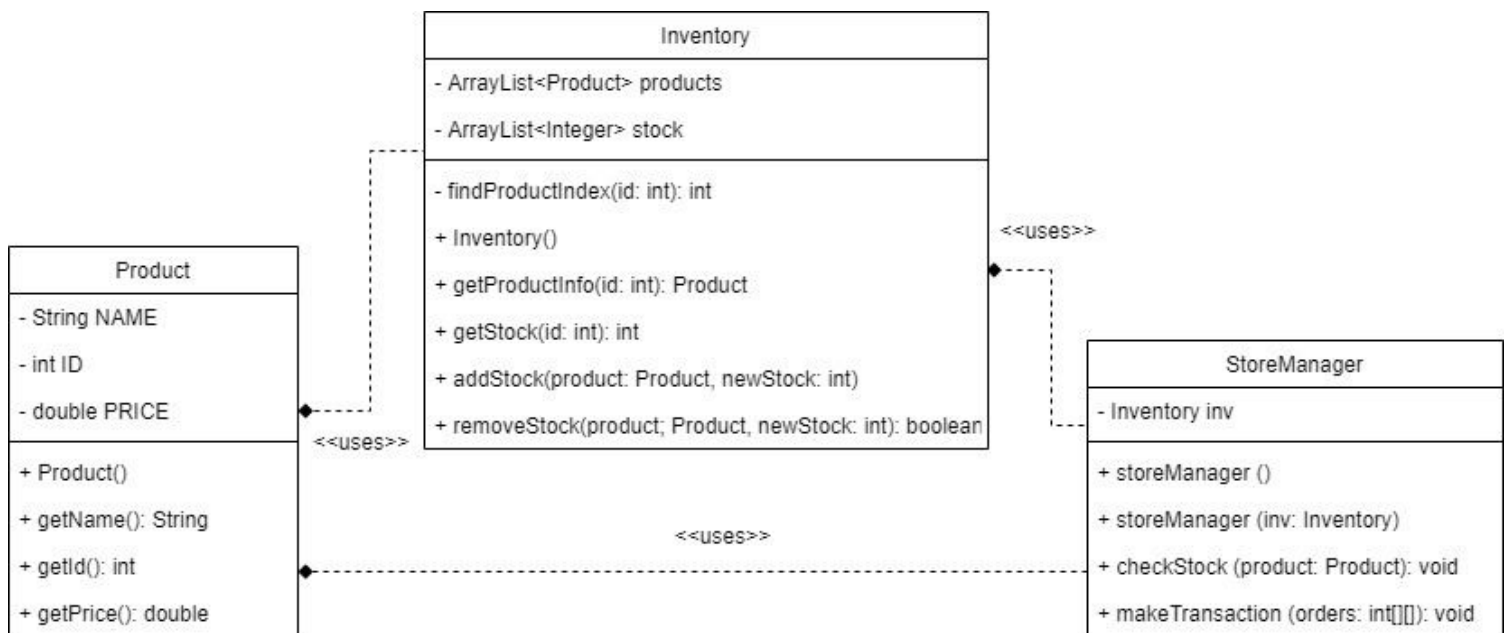 Inventory
- ArrayList<Product> products
- ArrayList<Integer> stock
- findProductIndex(id: int): int
+ Inventory()
+ getProductInfo(id: int): Product
+ getStock(id: int): int
+ addStock(product: Product, newStock: int)
+ removeStock(product; Product, newStock: int): boolean
Product
- String NAME
- int ID
- double PRICE
+ Product()
+ getName(): String
+ getId(): int
+ getPrice(): double
<<uses>>
<<uses>>
<<uses>>
StoreManager
- Inventory inv
+ storeManager ()
+ storeManager (inv: Inventory)
+ checkStock (product: Product): void
+ makeTransaction (orders: int[][]): void